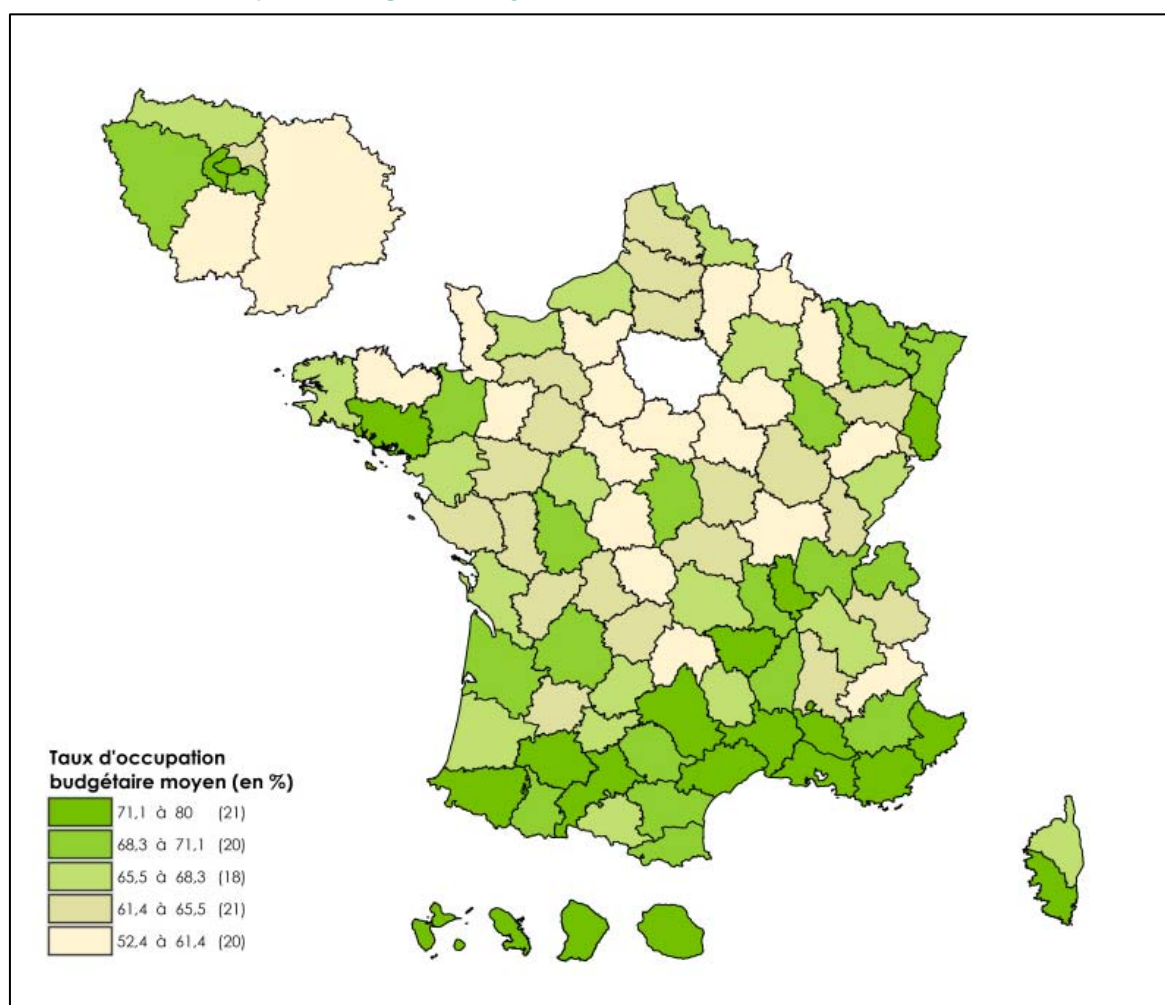 Taux d'occupation
budgétaire moyen (en %)
71,1 à 80 (21)
68,3 à 71,1 (20)
65,5 à 68,3 (18)
61,4 à 65,5 (21)
52,4 à 61,4 (20)